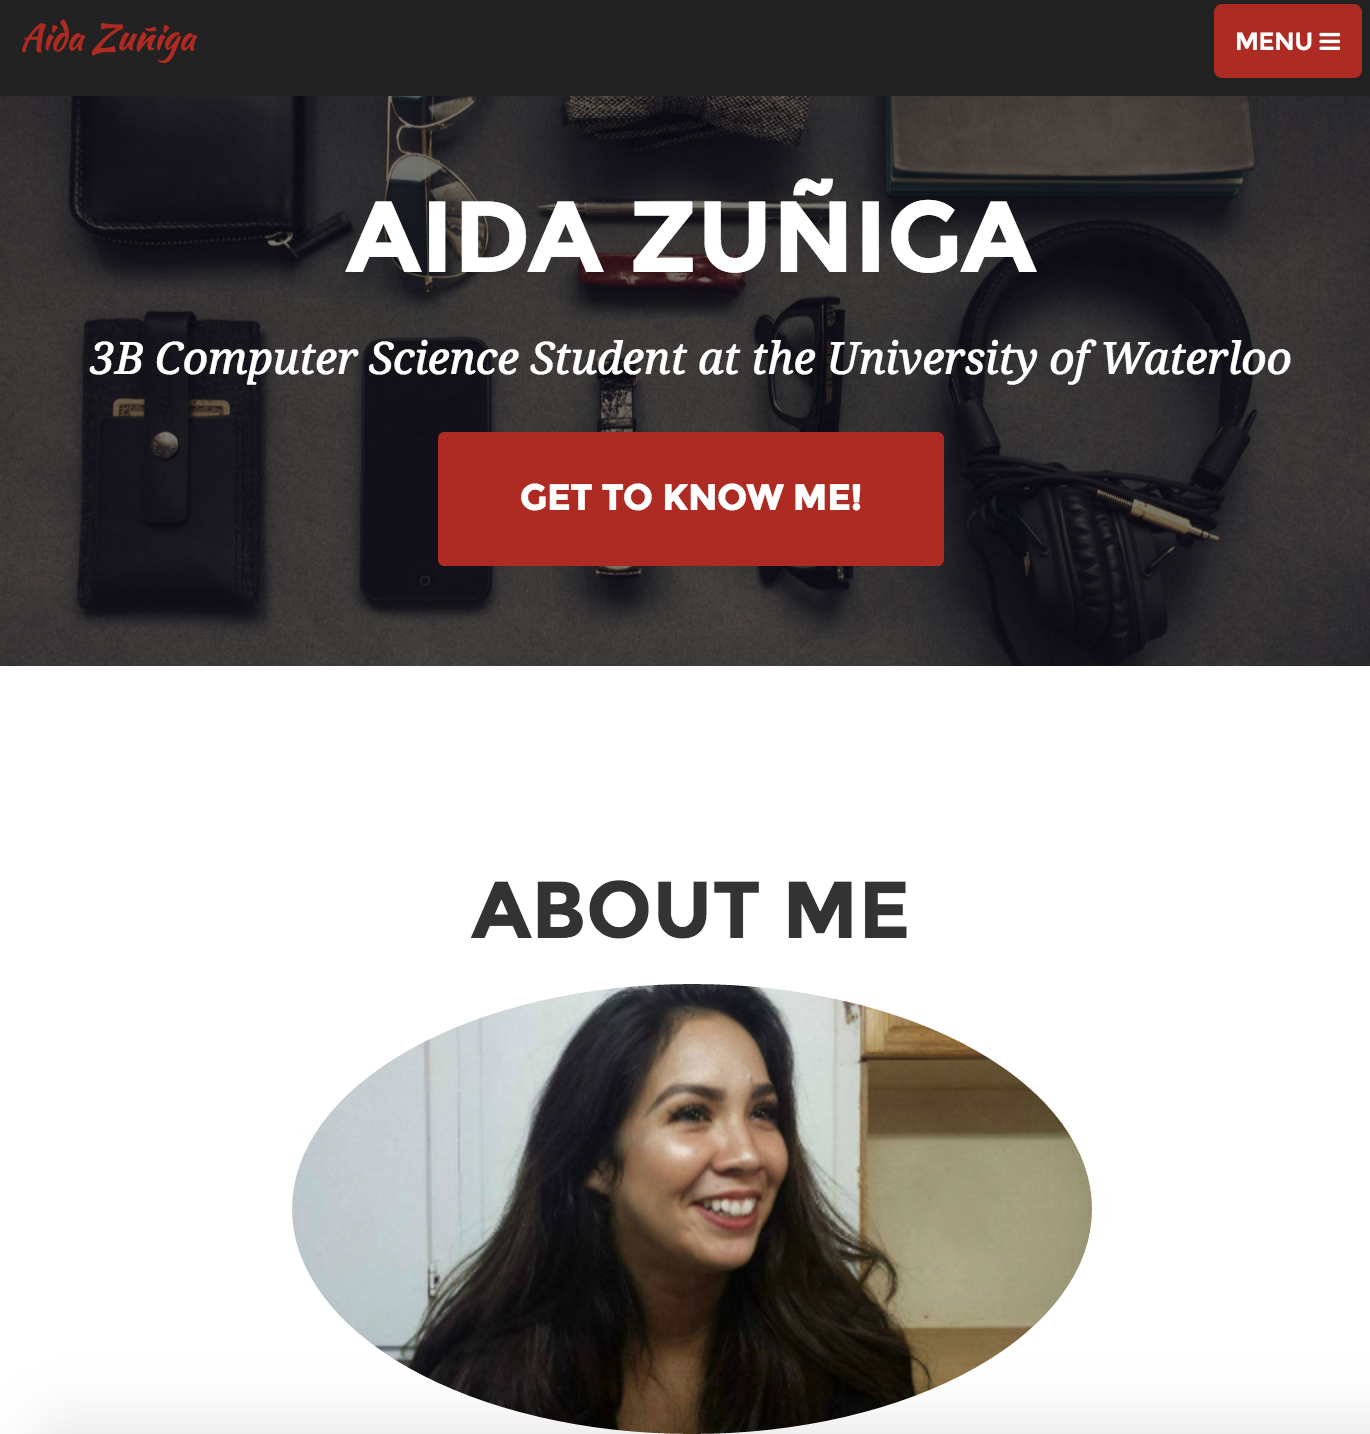 Aida Zuñiga
MENU
AIDA ZUÑIGA
3B Computer Science Student at the University of Waterloo
GET TO KNOW ME!
ABOUT ME